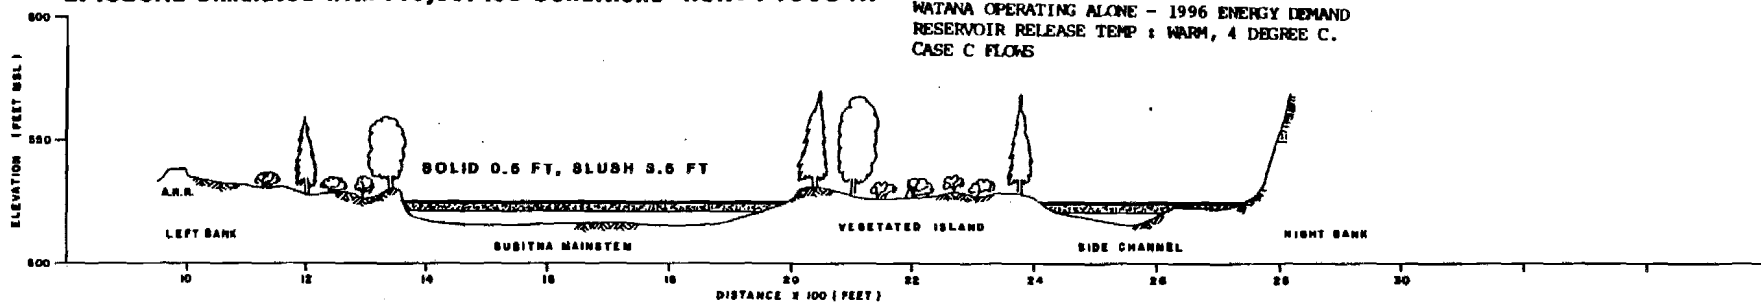 WATANA OPERATING ALONE - 1996 ENERGY DEMAND
RESERVOIR RELEASE TEMP : WARM, 4 DEGREE C.
CASE C FLOWS
600
ELEVATION (FEET MSL)
550
SOLID 0.5 FT, SLUSH 3.5 FT
A.R.R.
LEFT BANK
SUSITNA MAINSTEM
VEGETATED ISLAND
SIDE CHANNEL
RIGHT BANK
500
10 12 14 16 18 20 22 24 26 28 30
DISTANCE X 100 (FEET)